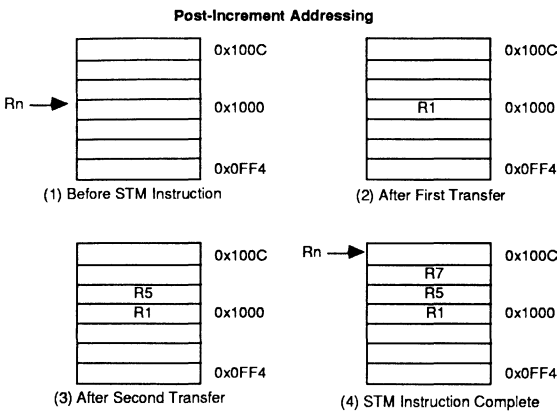 Post-Increment Addressing
0x100C
Rn
0x1000
0x0FF4
(1) Before STM Instruction
0x100C
R1
0x1000
0x0FF4
(2) After First Transfer
0x100C
R5
R1
0x1000
0x0FF4
(3) After Second Transfer
Rn
0x100C
R7
R5
R1
0x1000
0x0FF4
(4) STM Instruction Complete